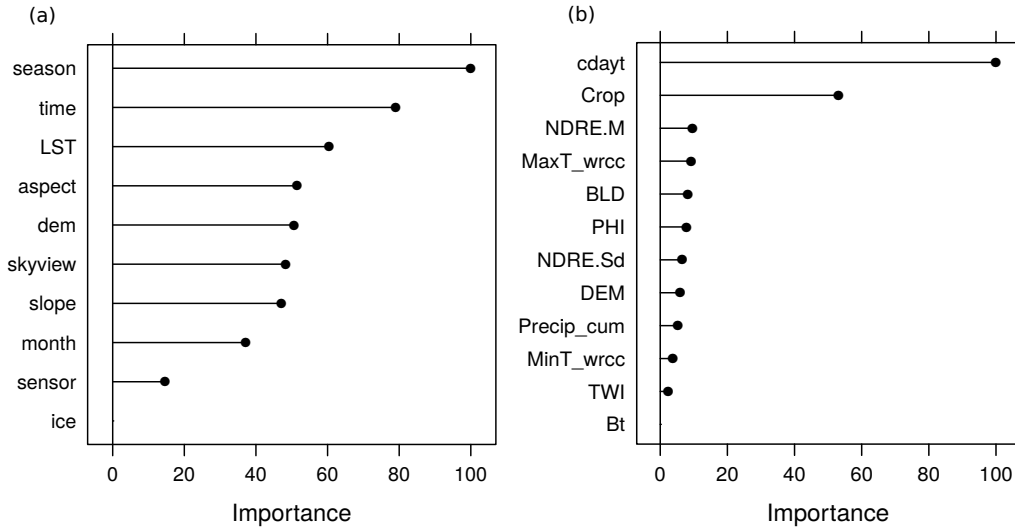 (a)
season
time
LST
aspect
dem
skyview
slope
month
sensor
ice
0 20 40 60 80 100
Importance
(b)
cdayt
Crop
NDRE.M
MaxT_wrcc
BLD
PHI
NDRE.Sd
DEM
Precip_cum
MinT_wrcc
TWI
Bt
0 20 40 60 80 100
Importance